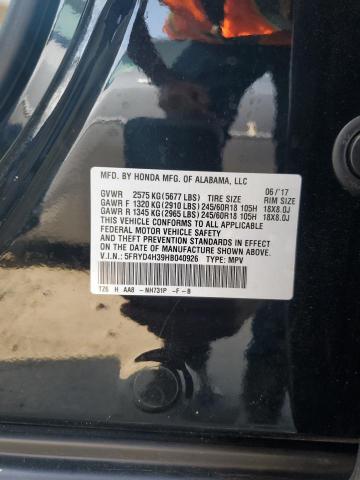 MFD. BY HONDA MFG. OF ALABAMA, LLC
GVWR 2575 KG (5677 LBS) TIRE SIZE 06/'17 RIM SIZE
GAWR F 1320 KG (2910 LBS) 245/60R18 105H 18X8.0J
GAWR R 1345 KG (2965 LBS) 245/60R18 105H 18X8.0J
THIS VEHICLE CONFORMS TO ALL APPLICABLE
FEDERAL MOTOR VEHICLE SAFETY
AND THEFT PREVENTION STANDARDS IN EFFECT
ON THE DATE OF MANUFACTURE SHOWN ABOVE.
V.I.N.: 5FRYD4H39HB040926 TYPE: MPV
TZ6 H AA8 - NH731P -F -B